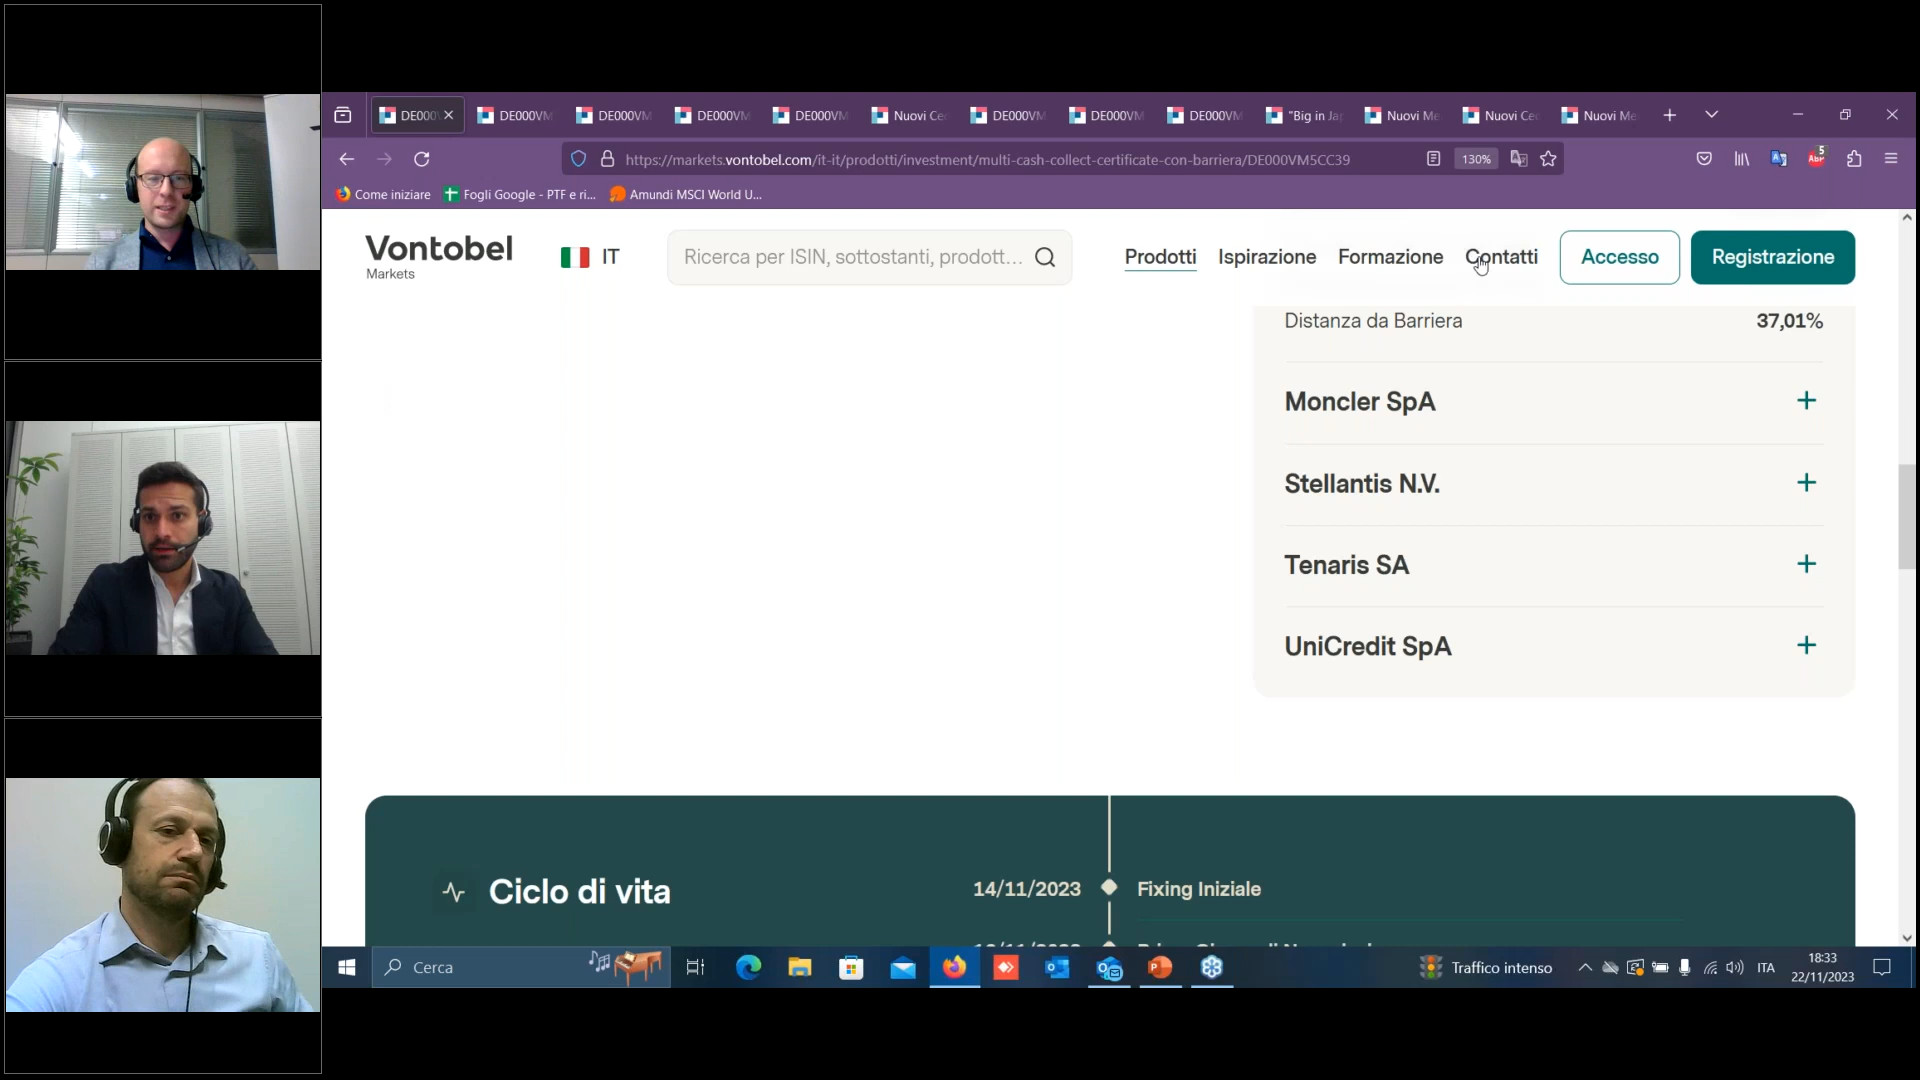 DE000
DE000VM
DE000VM
DE000VM
DE000VM
Nuovi Ce
DE000VM
DE000VM
DE000VM
"Big in Ja
Nuovi Me
Nuovi Ce
Nuovi Me
https://markets.vontobel.com/it-it/prodotti/investment/multi-cash-collect-certificate-con-barriera/DE000VM5CC39
130%
5
Come iniziare
Fogli Google - PTF e ri...
Amundi MSCI World U...
Vontobel
Markets
IT
Ricerca per ISIN, sottostanti, prodott...
Prodotti
Ispirazione
Formazione
Contatti
Accesso
Registrazione
Distanza da Barriera 37,01%
Moncler SpA
Stellantis N.V.
Tenaris SA
UniCredit SpA
Ciclo di vita
14/11/2023 Fixing Iniziale
Cerca
Traffico intenso
ITA
18:33
22/11/2023